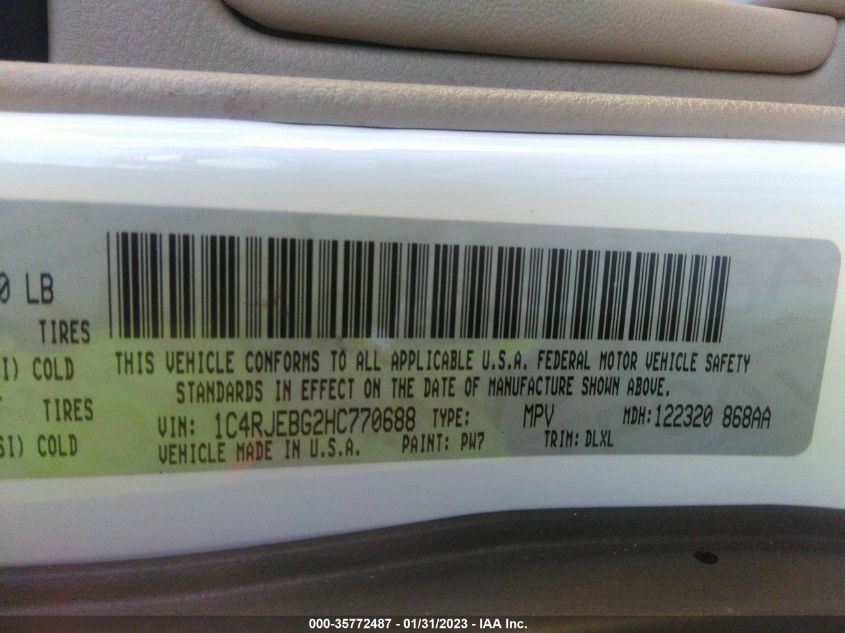 0 LB
TIRES
I) COLD
TIRES
SI) COLD
THIS VEHICLE CONFORMS TO ALL APPLICABLE U.S.A. FEDERAL MOTOR VEHICLE SAFETY
STANDARDS IN EFFECT ON THE DATE OF MANUFACTURE SHOWN ABOVE.
VIN: 1C4RJEBG2HC770688 TYPE: MPV MDH: 122320 868AA
VEHICLE MADE IN U.S.A. PAINT: PW7 TRIM: DLXL
000-35772487 - 01/31/2023 - IAA Inc.